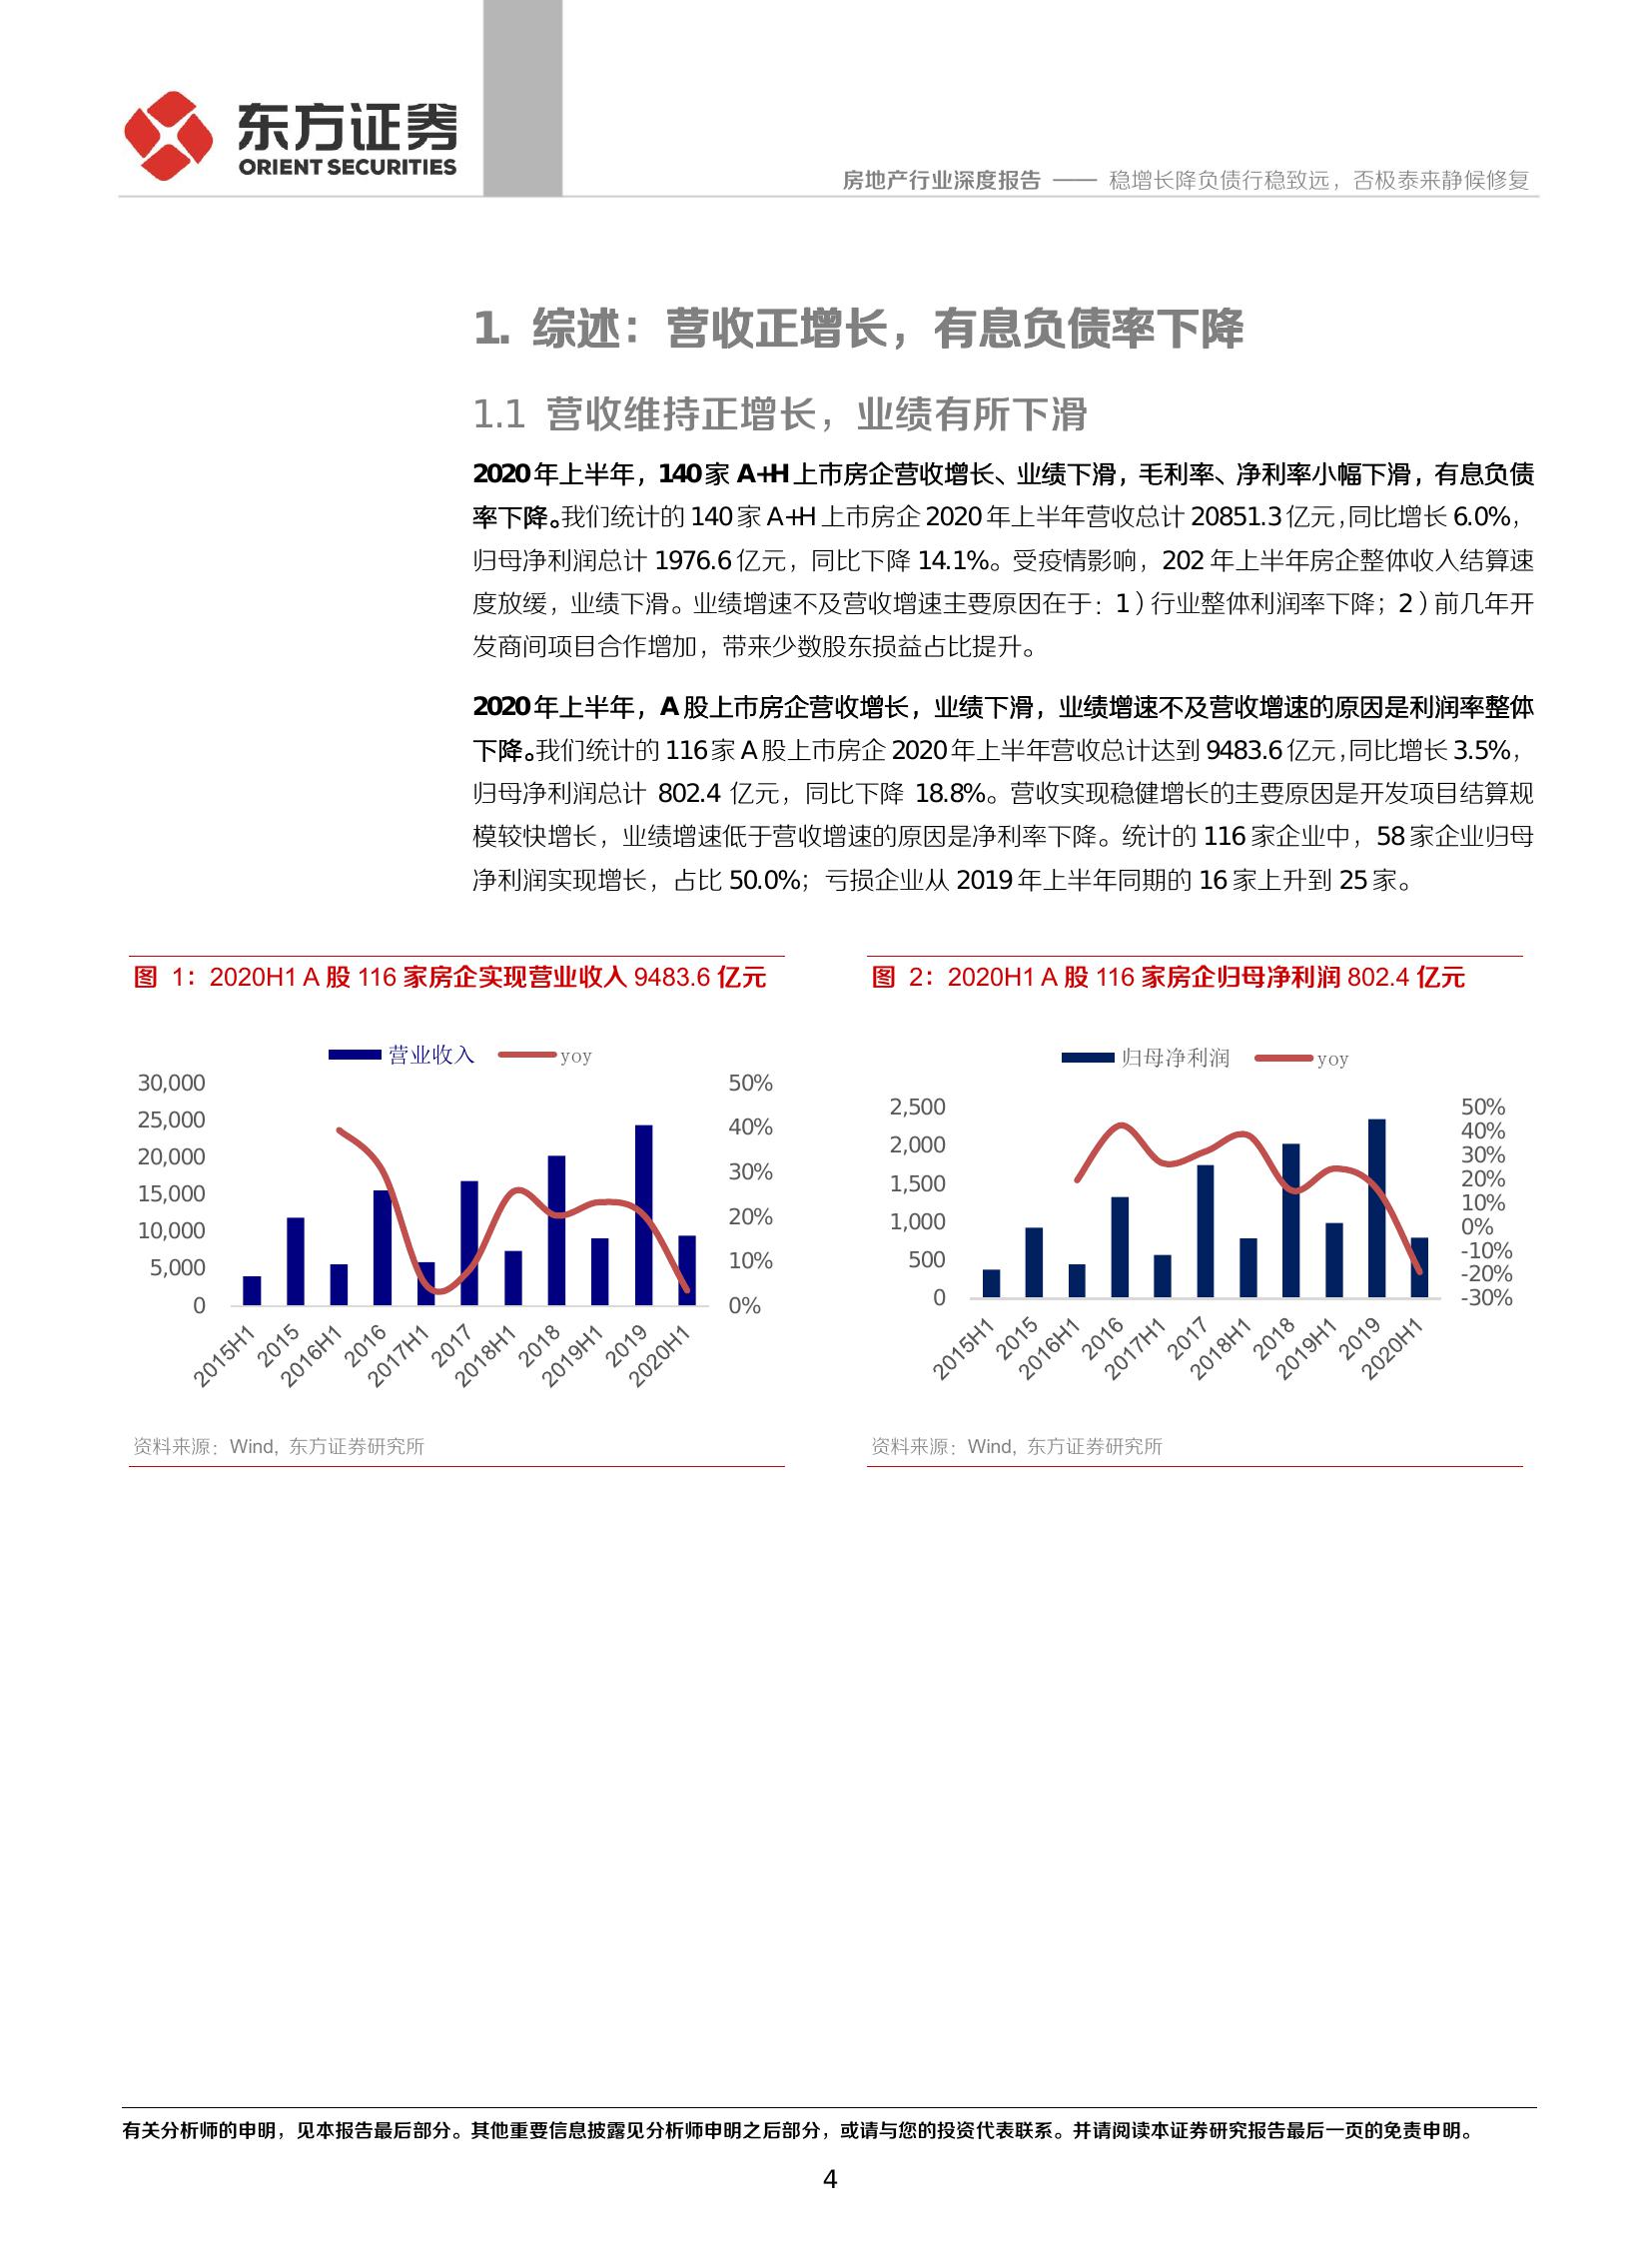 东方证券
ORIENT SECURITIES
房地产行业深度报告 —— 稳增长降负债行稳致远，否极泰来静候修复
1. 综述：营收正增长，有息负债率下降
1.1 营收维持正增长，业绩有所下滑
2020年上半年，140家 A+H上市房企营收增长、业绩下滑，毛利率、净利率小幅下滑，有息负债
率下降。我们统计的 140家 A+H 上市房企 2020年上半年营收总计 20851.3亿元,同比增长 6.0%，
归母净利润总计 1976.6亿元，同比下降 14.1%。受疫情影响，202 年上半年房企整体收入结算速
度放缓，业绩下滑。业绩增速不及营收增速主要原因在于：1）行业整体利润率下降；2）前几年开
发商间项目合作增加，带来少数股东损益占比提升。
2020年上半年，A股上市房企营收增长，业绩下滑，业绩增速不及营收增速的原因是利润率整体
下降。我们统计的 116家 A股上市房企 2020年上半年营收总计达到 9483.6亿元,同比增长 3.5%，
归母净利润总计 802.4 亿元，同比下降 18.8%。营收实现稳健增长的主要原因是开发项目结算规
模较快增长，业绩增速低于营收增速的原因是净利率下降。统计的 116家企业中，58家企业归母
净利润实现增长，占比 50.0%；亏损企业从 2019年上半年同期的 16家上升到 25家。
图 1：2020H1 A 股 116 家房企实现营业收入 9483.6 亿元
营业收入 yoy
30,000
25,000
20,000
15,000
10,000
5,000
0
50%
40%
30%
20%
10%
0%
2015H1
2015
2016H1
2016
2017H1
2017
2018H1
2018
2019H1
2019
2020H1
资料来源：Wind，东方证券研究所
图 2：2020H1 A 股 116 家房企归母净利润 802.4 亿元
归母净利润 yoy
2,500
2,000
1,500
1,000
500
0
50%
40%
30%
20%
10%
0%
-10%
-20%
-30%
2015H1
2015
2016H1
2016
2017H1
2017
2018H1
2018
2019H1
2019
2020H1
资料来源：Wind，东方证券研究所
有关分析师的申明，见本报告最后部分。其他重要信息披露见分析师申明之后部分，或请与您的投资代表联系。并请阅读本证券研究报告最后一页的免责申明。
4